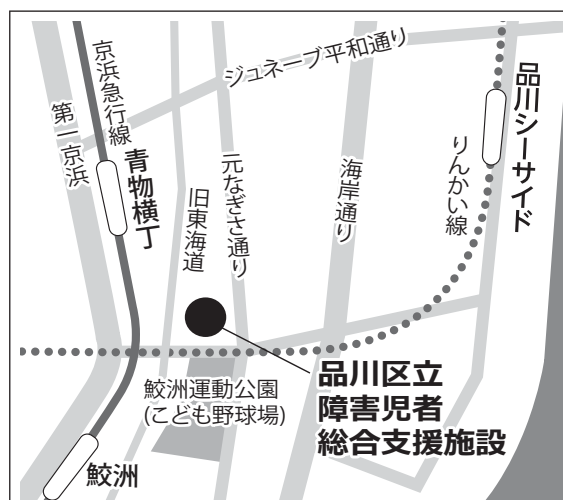 ジュネーブ平和通り
京浜急行線
第一京浜
青物横丁
旧東海道
元なぎさ通り
海岸通り
りんかい線
品川シーサイド
鮫洲運動公園
(こども野球場)
品川区立
障害児者
総合支援施設
鮫洲